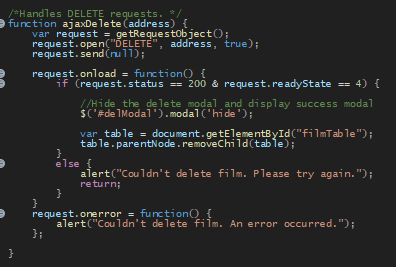 /*Handles DELETE requests. */
function ajaxDelete(address) {
var request = getRequestObject();
request.open("DELETE", address, true);
request.send(null);
request.onload = function() {
if (request.status == 200 & request.readyState == 4) {
//Hide the delete modal and display success modal
$('#delModal').modal('hide');
var table = document.getElementById("filmTable");
table.parentNode.removeChild(table);
}
else {
alert("Couldn't delete film. Please try again.");
return;
}
}
request.onerror = function() {
alert("Couldn't delete film. An error occurred.");
};
}